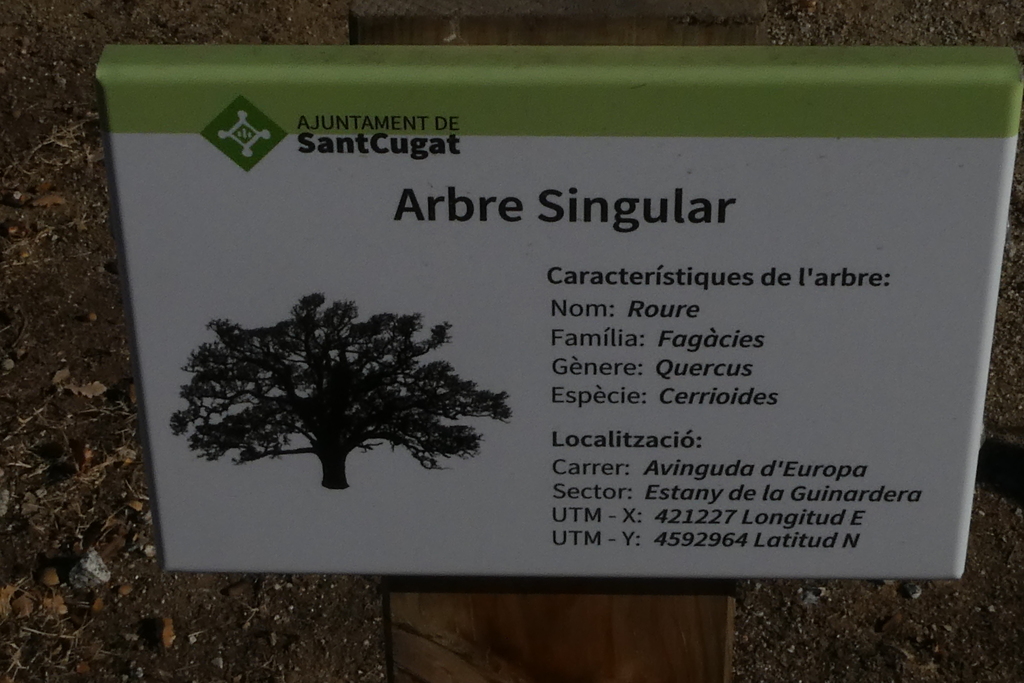 AJUNTAMENT DE
SantCugat
Arbre Singular
Característiques de l'arbre:
Nom: Roure
Família: Fagàcies
Gènere: Quercus
Espècie: Cerrioides
Localització:
Carrer: Avinguda d'Europa
Sector: Estany de la Guinardera
UTM - X: 421227 Longitud E
UTM - Y: 4592964 Latitud N